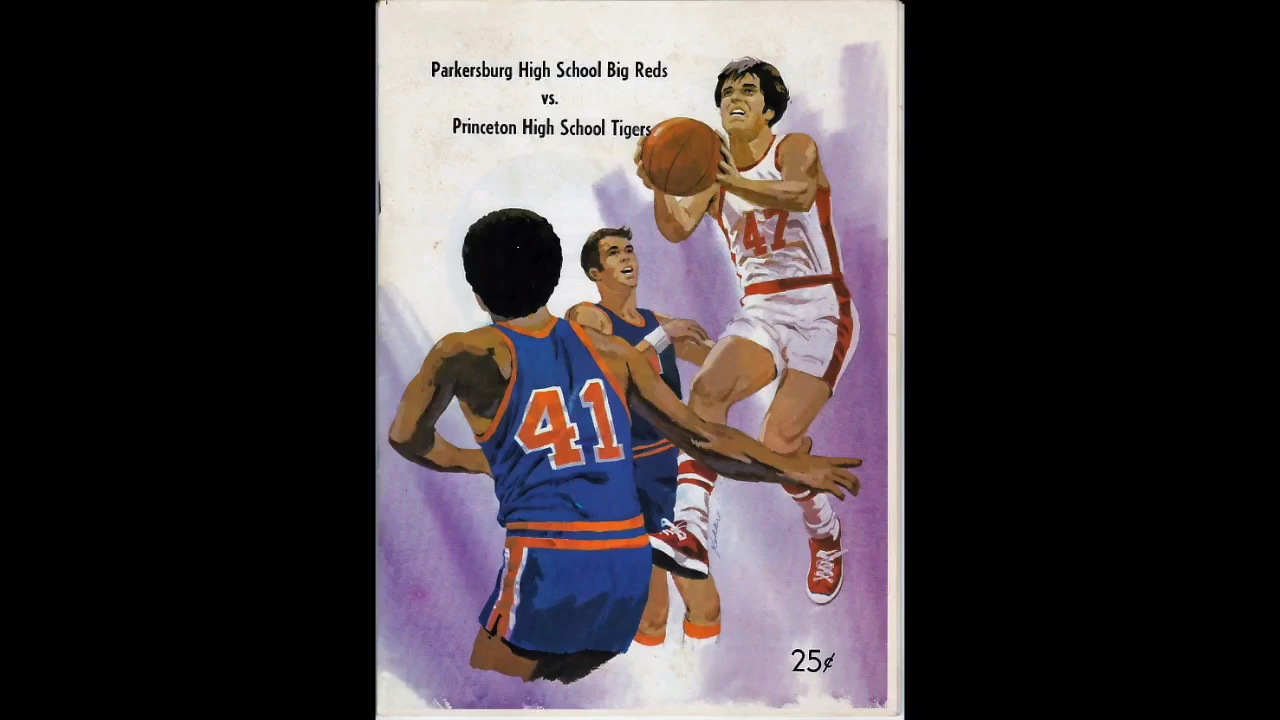 Parkersburg High School Big Reds
vs.
Princeton High School Tigers
47
41
25¢